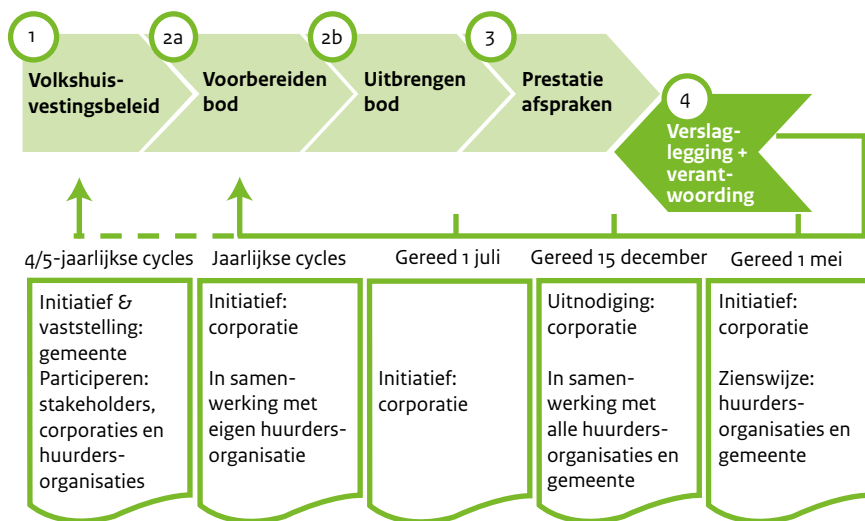 1
Volkshuis-
vestingsbeleid
2a
Voorbereiden
bod
2b
Uitbrengen
bod
3
Prestatie
afspraken
4
Verslag-
legging +
verant-
woording
4/5-jaarlijkse cycles
Initiatief &
vaststelling:
gemeente
Participeren:
stakeholders,
corporaties en
huurders-
organisaties
Jaarlijkse cycles
Initiatief:
corporatie
In samen-
werking met
eigen huurders-
organisatie
Gereed 1 juli
Initiatief:
corporatie
Gereed 15 december
Uitnodiging:
corporatie
In samen-
werking met
alle huurders-
organisaties en
gemeente
Gereed 1 mei
Initiatief:
corporatie
Zienswijze:
huurders-
organisaties en
gemeente